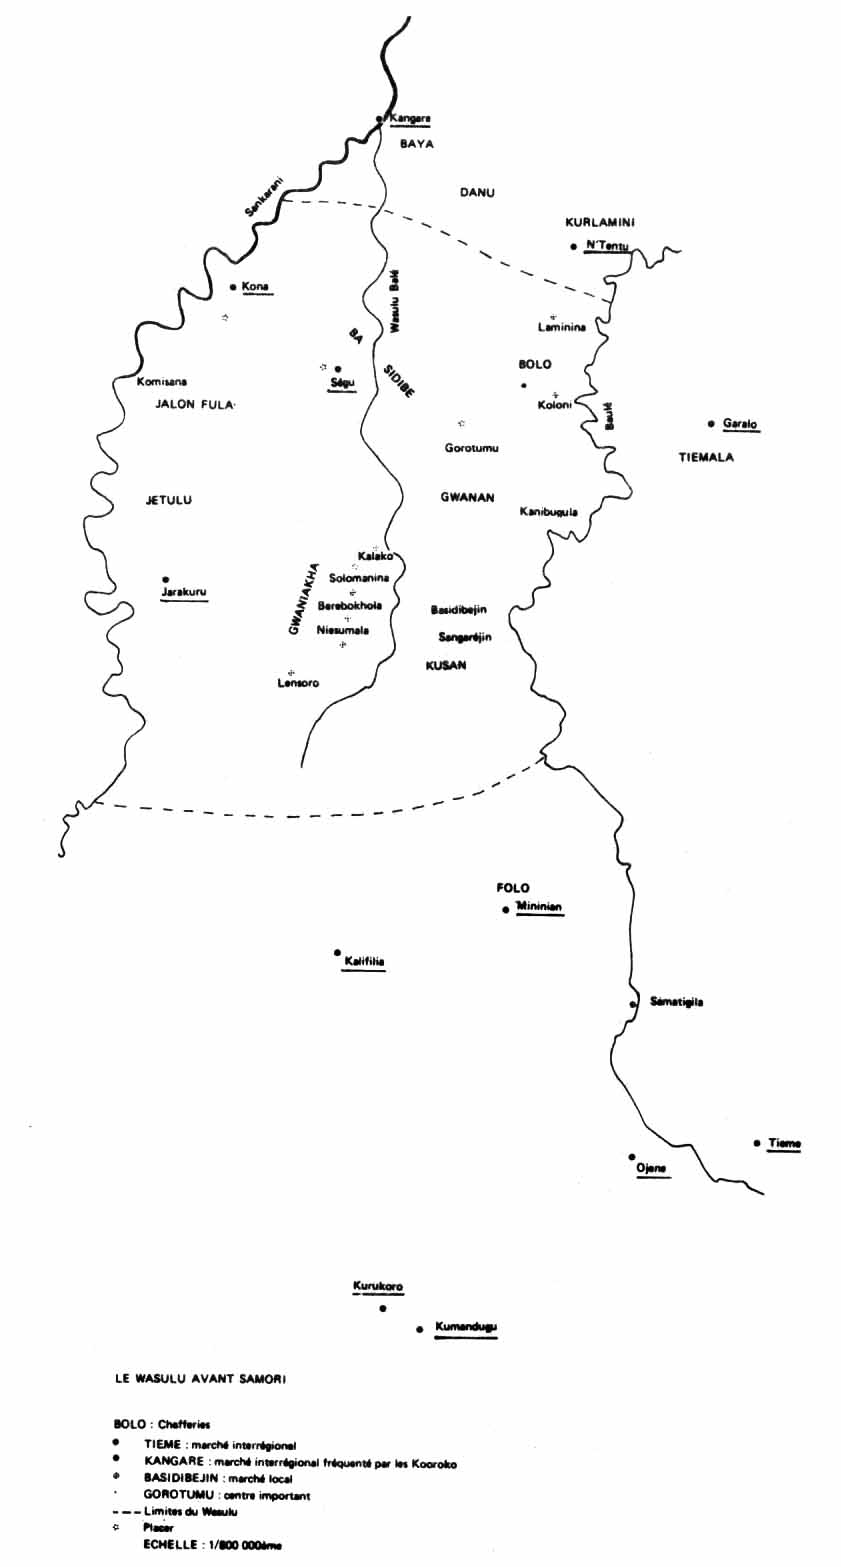 Kangare
BAYA
DANU
Sankarani
KURLAMINI
N'Tentu
Kona
Wasulu Balé
Laminina
BA
SIDIBE
BOLO
Ségu
Komisana
JALON FULA
Koloni
Baulé
Garalo
Gorotumu
TIEMALA
JETULU
GWANAN
Kanibugula
Kalako
Solomanina
Jarakuru
GWANIAKHA
Berebokhola
Basidibejin
Niesumala
Sangaréjin
KUSAN
Lensoro
FOLO
Mininian
Kalifilia
Samatigila
Tieme
Ojene
Kurukoro
Kumandugu
LE WASULU AVANT SAMORI
BOLO : Chefferies
TIEME : marché interrégional
KANGARE : marché interrégional fréquenté par les Kooroko
BASIDIBEJIN : marché local
GOROTUMU : centre important
Limites du Wasulu
Placer
ECHELLE : 1/800 000ème